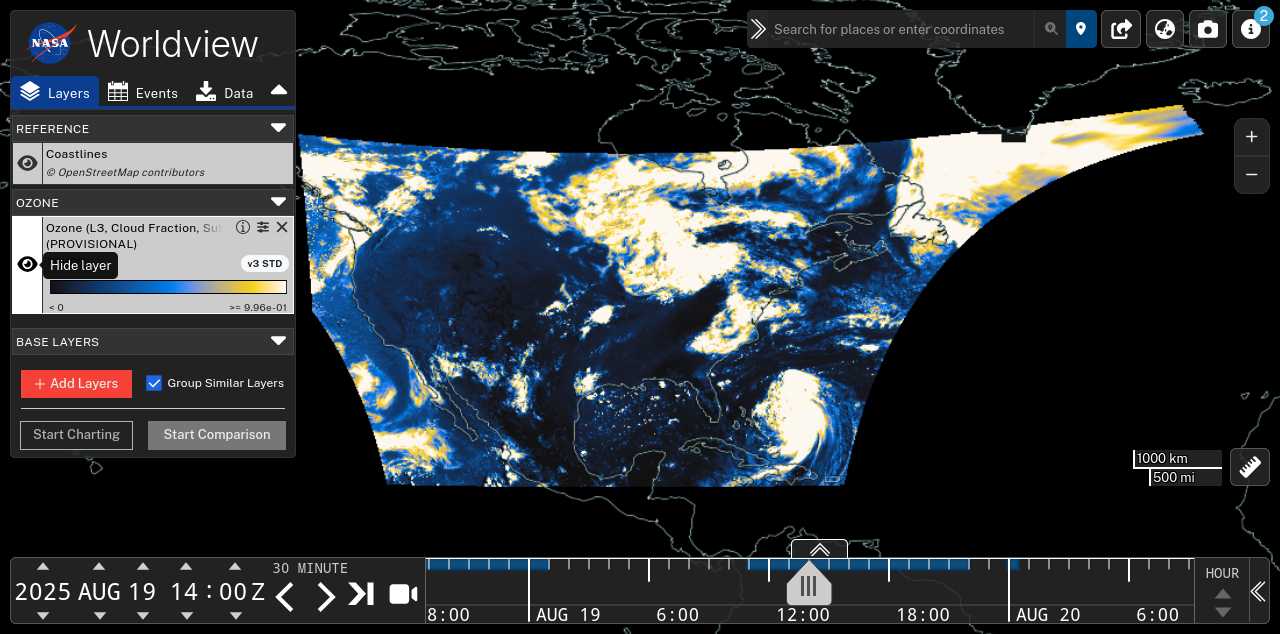 NASA Worldview
Search for places or enter coordinates
2
Layers Events Data
REFERENCE
Coastlines
© OpenStreetMap contributors
OZONE
Ozone (L3, Cloud Fraction,
(PROVISIONAL)
Hide layer
v3 STD
< 0 >= 9.96e-01
BASE LAYERS
+ Add Layers Group Similar Layers
Start Charting Start Comparison
+
−
1000 km
500 mi
2025 AUG 19 14 : 00 Z
30 MINUTE
8:00 AUG 19 6:00 12:00 18:00 AUG 20 6:00
HOUR